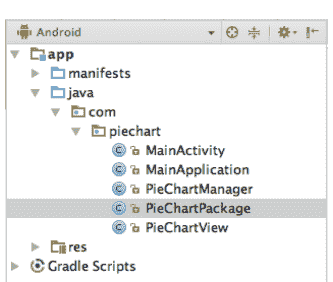 Android
app
manifests
java
com
piechart
MainActivity
MainApplication
PieChartManager
PieChartPackage
PieChartView
res
Gradle Scripts